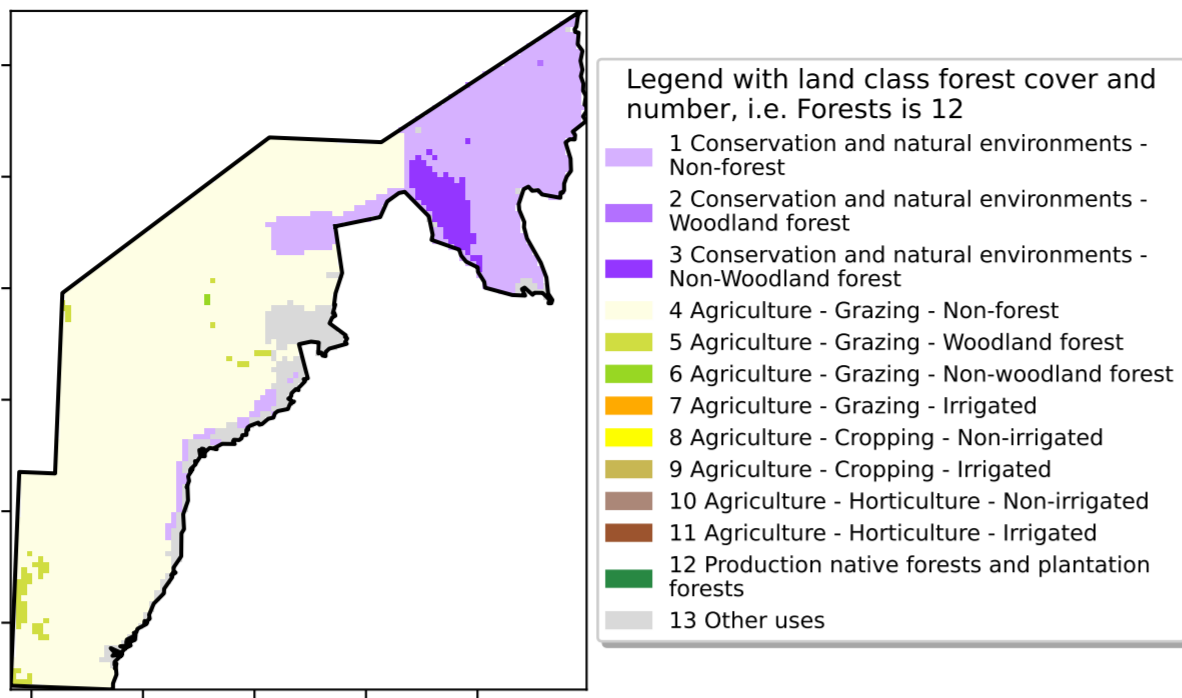 Legend with land class forest cover and
number, i.e. Forests is 12
1 Conservation and natural environments -
Non-forest
2 Conservation and natural environments -
Woodland forest
3 Conservation and natural environments -
Non-Woodland forest
4 Agriculture - Grazing - Non-forest
5 Agriculture - Grazing - Woodland forest
6 Agriculture - Grazing - Non-woodland forest
7 Agriculture - Grazing - Irrigated
8 Agriculture - Cropping - Non-irrigated
9 Agriculture - Cropping - Irrigated
10 Agriculture - Horticulture - Non-irrigated
11 Agriculture - Horticulture - Irrigated
12 Production native forests and plantation
forests
13 Other uses